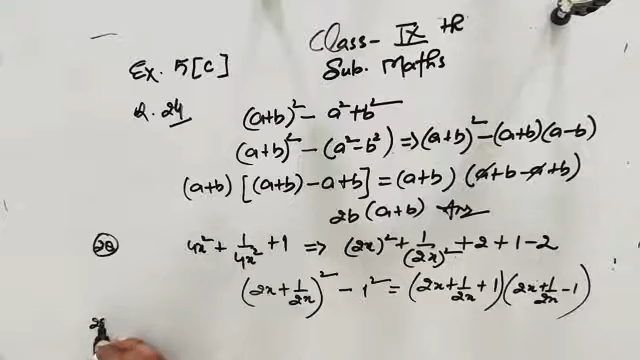 Class- IX th
Ex. 5[C] Sub. Maths
Q. 24 (a+b)² - a² + b²
(a+b)² - (a² - b²) => (a+b)² - (a+b)(a-b)
(a+b) [(a+b) - a+b] = (a+b) (a+b - a+b)
2b (a+b) Ans
28 4x² + 1/4x² + 1 => (2x)² + 1/(2x)² + 2 + 1 - 2
(2x + 1/2x)² - 1² = (2x + 1/2x + 1)(2x + 1/2x - 1)